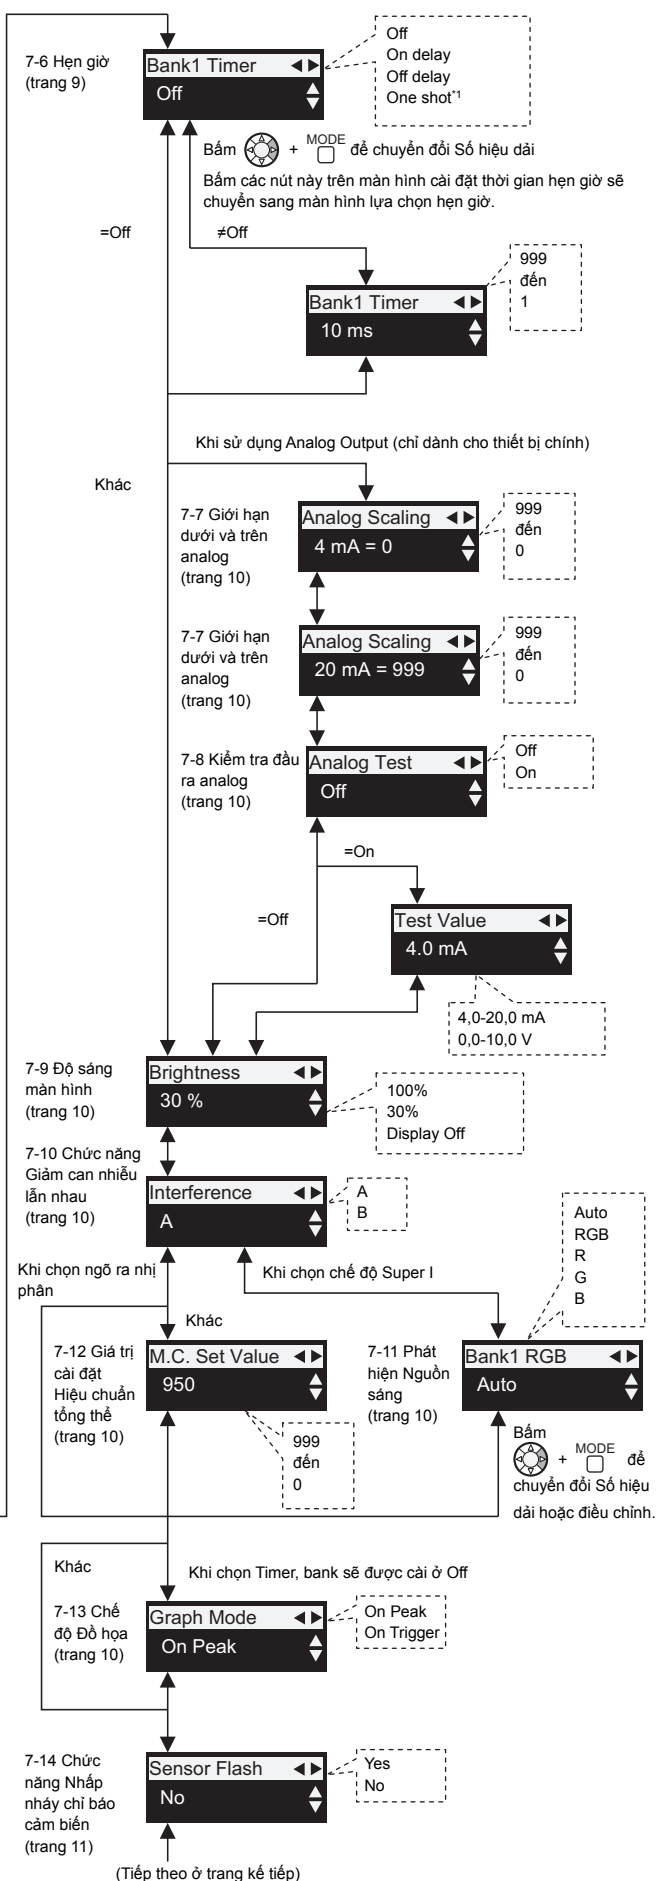 7-6 Hẹn giờ
(trang 9)
Bank1 Timer
Off
Off
On delay
Off delay
One shot*1
Bấm + MODE để chuyển đổi Số hiệu dải
Bấm các nút này trên màn hình cài đặt thời gian hẹn giờ sẽ
chuyển sang màn hình lựa chọn hẹn giờ.
=Off
≠Off
Bank1 Timer
10 ms
999
đến
1
Khi sử dụng Analog Output (chỉ dành cho thiết bị chính)
Khác
7-7 Giới hạn
dưới và trên
analog
(trang 10)
Analog Scaling
4 mA = 0
999
đến
0
7-7 Giới hạn
dưới và trên
analog
(trang 10)
Analog Scaling
20 mA = 999
999
đến
0
7-8 Kiểm tra đầu
ra analog
(trang 10)
Analog Test
Off
Off
On
=On
=Off
Test Value
4.0 mA
4,0-20,0 mA
0,0-10,0 V
7-9 Độ sáng
màn hình
(trang 10)
Brightness
30 %
100%
30%
Display Off
7-10 Chức năng
Giảm can nhiễu
lẫn nhau
(trang 10)
Interference
A
A
B
Auto
RGB
R
G
B
Khi chọn ngõ ra nhị
phân
Khi chọn chế độ Super I
Khác
7-12 Giá trị
cài đặt
Hiệu chuẩn
tổng thể
(trang 10)
M.C. Set Value
950
999
đến
0
7-11 Phát
hiện Nguồn
sáng
(trang 10)
Bank1 RGB
Auto
Bấm
+ MODE để
chuyển đổi Số hiệu
dải hoặc điều chỉnh.
Khác
Khi chọn Timer, bank sẽ được cài ở Off
7-13 Chế
độ Đồ họa
(trang 10)
Graph Mode
On Peak
On Peak
On Trigger
7-14 Chức
năng Nhấp
nháy chỉ báo
cảm biến
(trang 11)
Sensor Flash
No
Yes
No
(Tiếp theo ở trang kế tiếp)